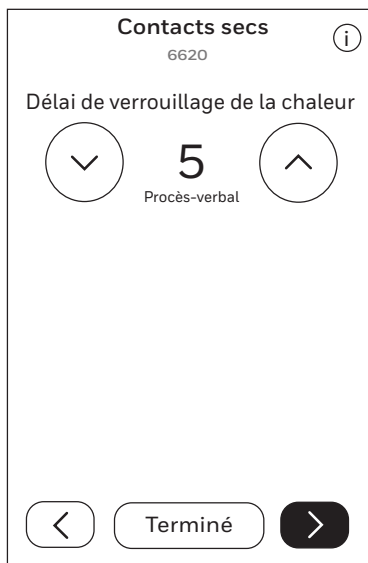 Contacts secs
6620
Délai de verrouillage de la chaleur
5
Procès-verbal
Terminé